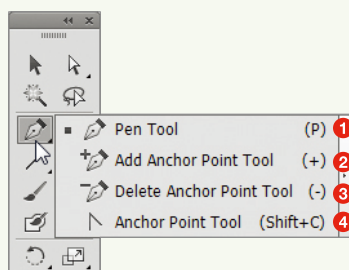 Pen Tool (P) 1
Add Anchor Point Tool (+) 2
Delete Anchor Point Tool (-) 3
Anchor Point Tool (Shift+C) 4